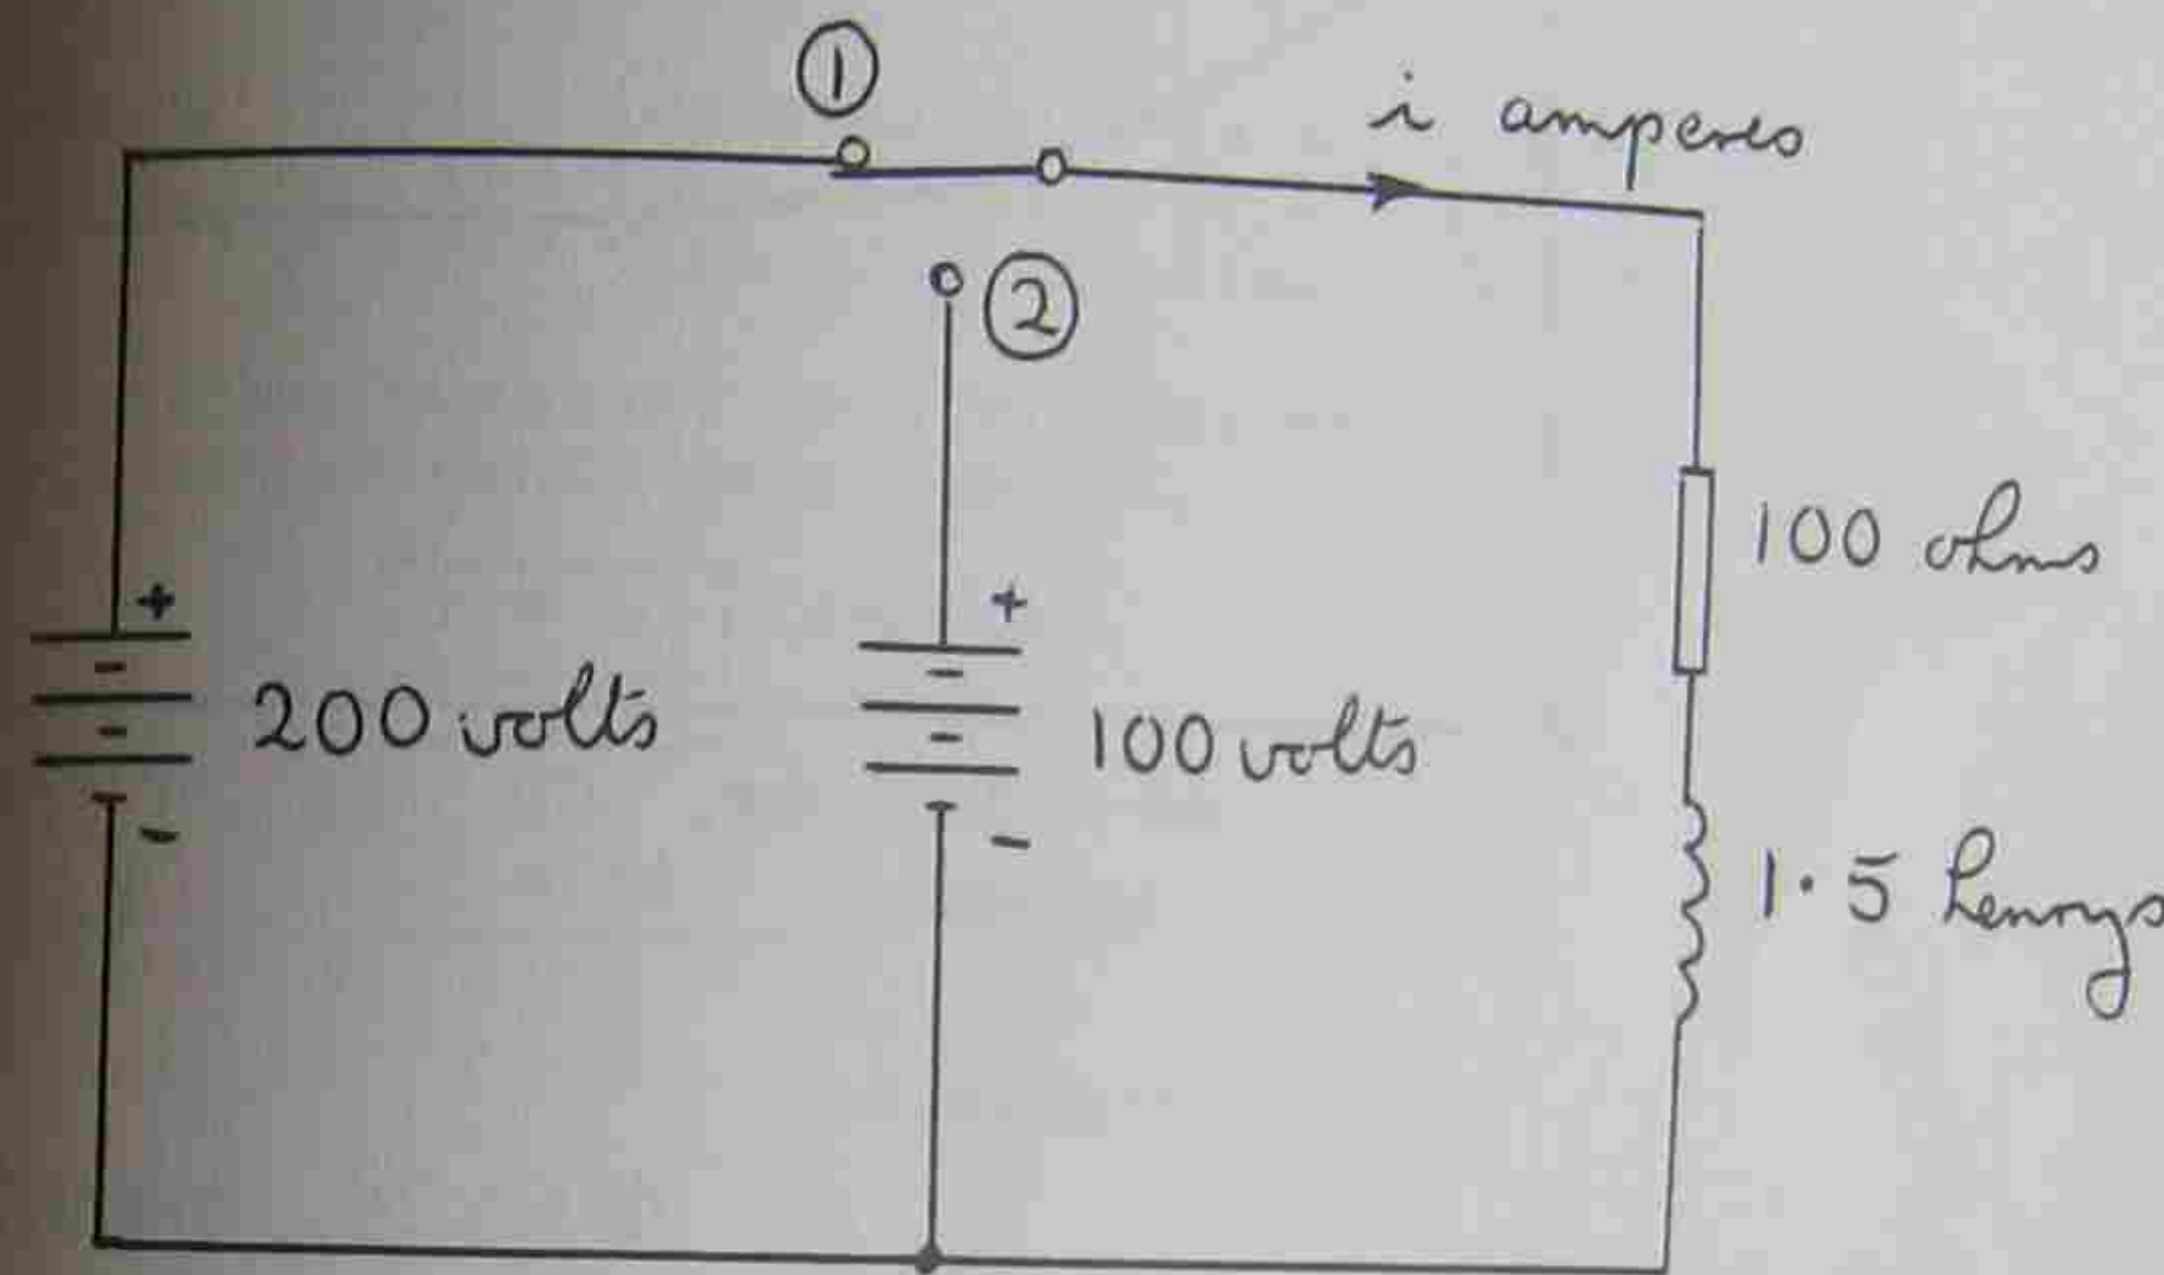 ①
i amperes
②
100 ohms
+
+
200 volts
100 volts
-
-
1.5 henrys